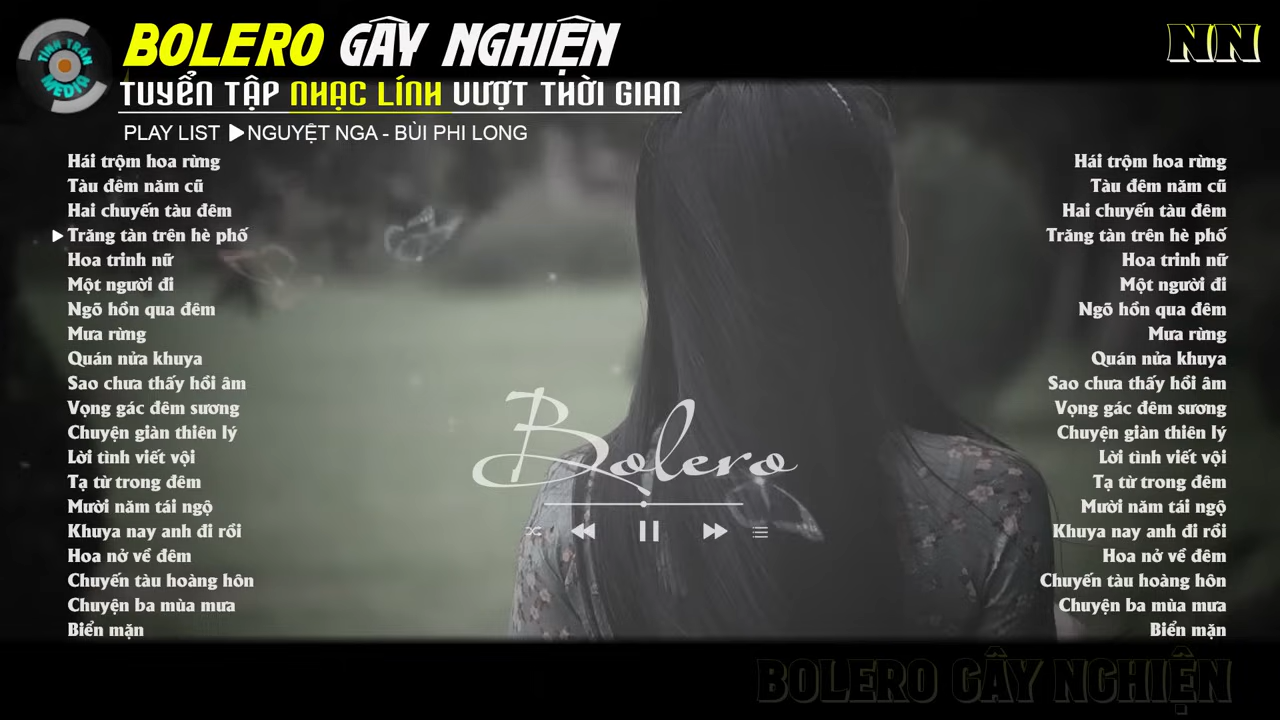 TÌNH TRẦN
MEDIA
BOLERO GÂY NGHIỆN
NN
TUYỂN TẬP NHẠC LÍNH VƯỢT THỜI GIAN
PLAY LIST ▶NGUYỆT NGA - BÙI PHI LONG
Hái trộm hoa rừng
Tàu đêm năm cũ
Hai chuyến tàu đêm
Trăng tàn trên hè phố
Hoa trinh nữ
Một người đi
Ngõ hồn qua đêm
Mưa rừng
Quán nửa khuya
Sao chưa thấy hồi âm
Vọng gác đêm sương
Chuyện giàn thiên lý
Lời tình viết vội
Tạ từ trong đêm
Mười năm tái ngộ
Khuya nay anh đi rồi
Hoa nở về đêm
Chuyến tàu hoàng hôn
Chuyện ba mùa mưa
Biển mặn
Bolero
Hái trộm hoa rừng
Tàu đêm năm cũ
Hai chuyến tàu đêm
Trăng tàn trên hè phố
Hoa trinh nữ
Một người đi
Ngõ hồn qua đêm
Mưa rừng
Quán nửa khuya
Sao chưa thấy hồi âm
Vọng gác đêm sương
Chuyện giàn thiên lý
Lời tình viết vội
Tạ từ trong đêm
Mười năm tái ngộ
Khuya nay anh đi rồi
Hoa nở về đêm
Chuyến tàu hoàng hôn
Chuyện ba mùa mưa
Biển mặn
BOLERO GÂY NGHIỆN